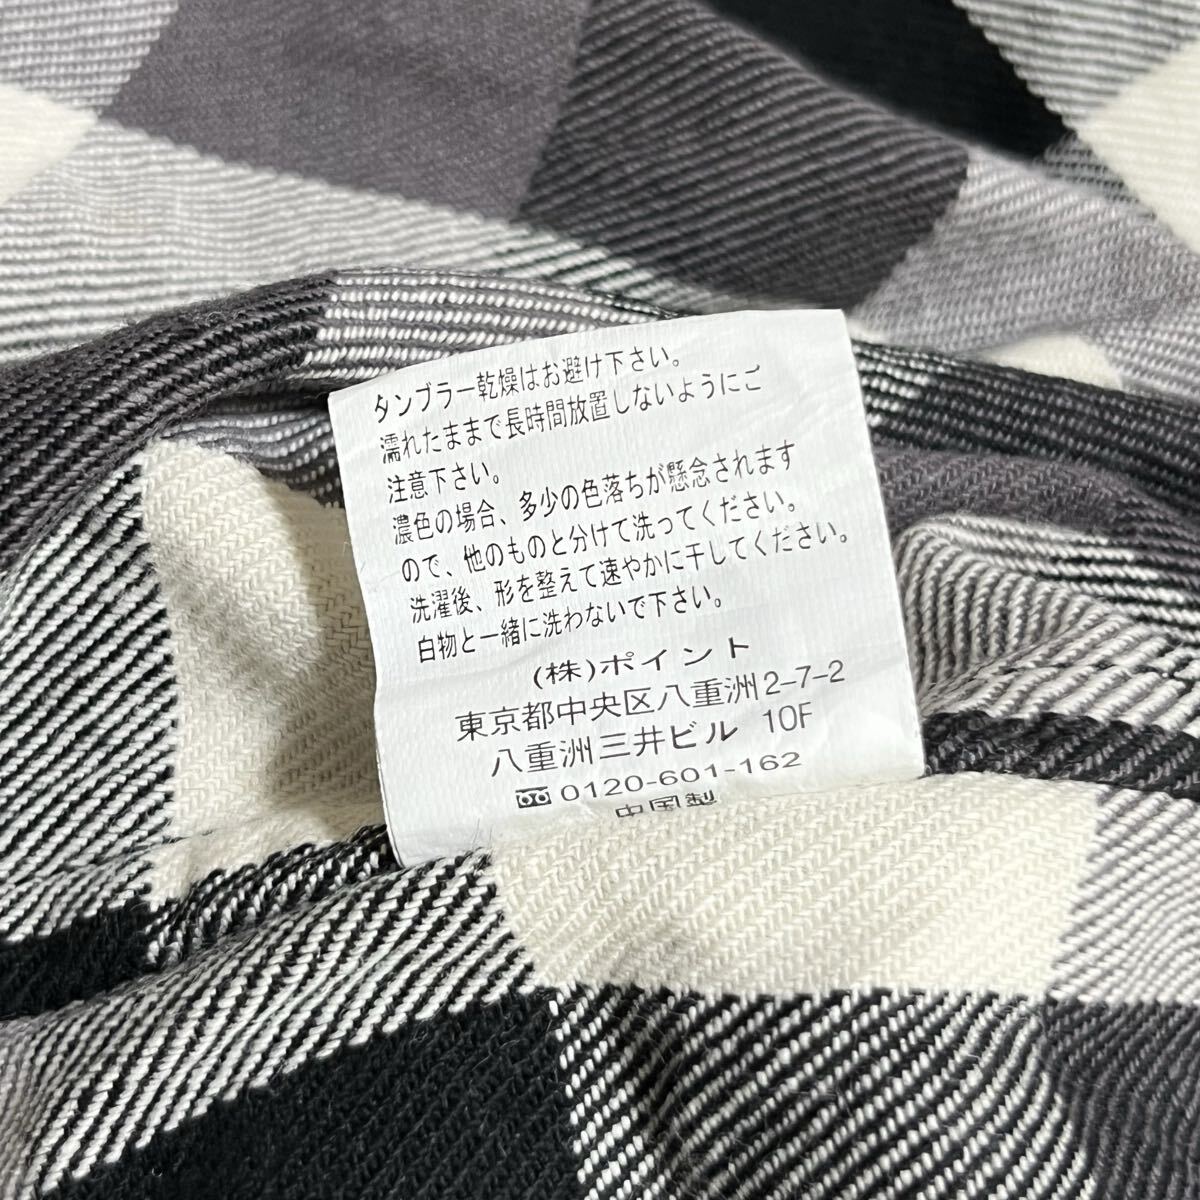 タンブラー乾燥はお避け下さい。
濡れたままで長時間放置しないようにご
注意下さい。
濃色の場合、多少の色落ちが懸念されます
ので、他のものと分けて洗ってください。
洗濯後、形を整えて速やかに干してください。
白物と一緒に洗わないで下さい。
(株)ポイント
東京都中央区八重洲2-7-2
八重洲三井ビル 10F
0120-601-162
中国製